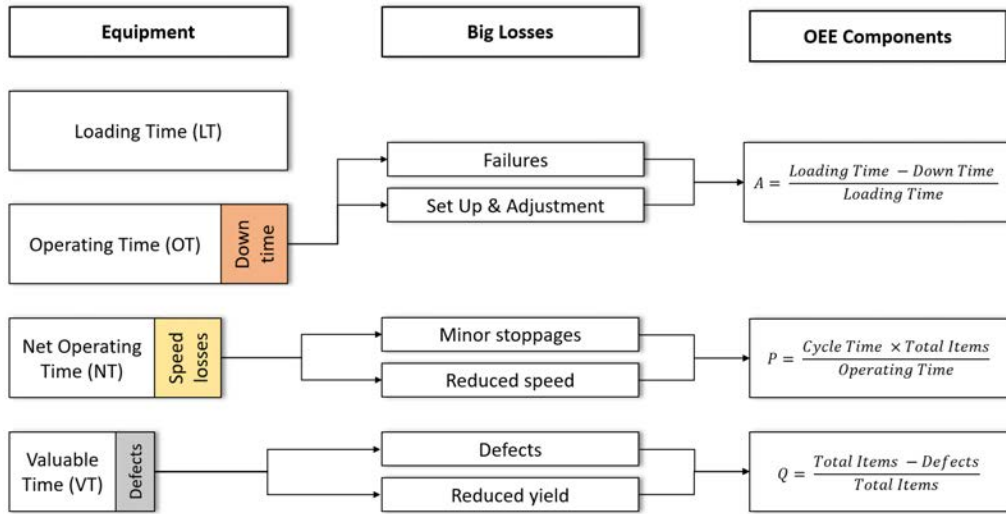 Equipment
Big Losses
OEE Components
Loading Time (LT)
Failures
Set Up & Adjustment
A = Loading Time − Down Time / Loading Time
Operating Time (OT)
Down
time
Net Operating
Time (NT)
Speed
losses
Minor stoppages
Reduced speed
P = Cycle Time × Total Items / Operating Time
Valuable
Time (VT)
Defects
Defects
Reduced yield
Q = Total Items − Defects / Total Items